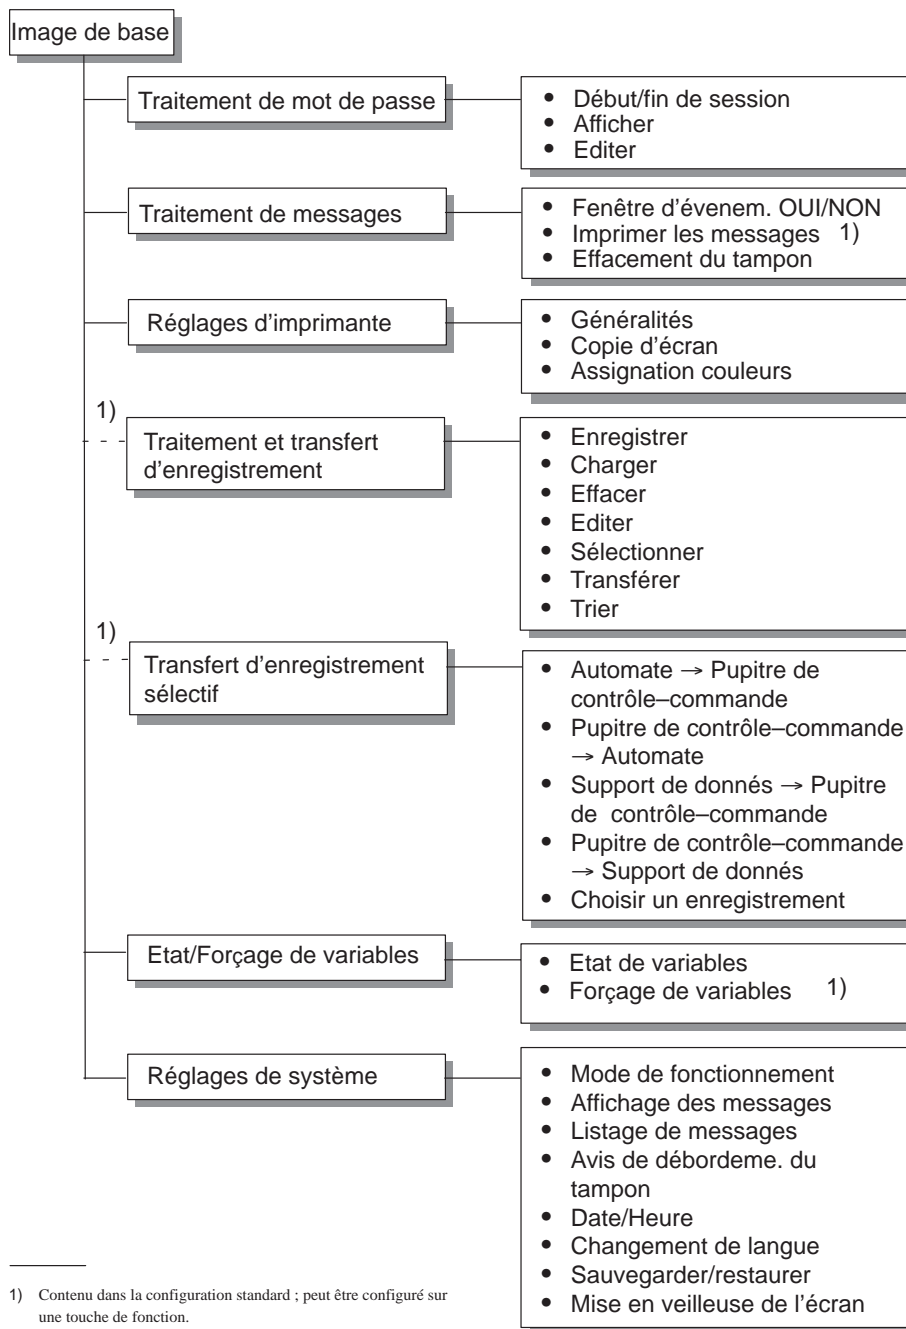 Image de base
Traitement de mot de passe
• Début/fin de session
• Afficher
• Editer
Traitement de messages
• Fenêtre d'évenem. OUI/NON
• Imprimer les messages 1)
• Effacement du tampon
Réglages d'imprimante
• Généralités
• Copie d'écran
• Assignation couleurs
1)
Traitement et transfert
d'enregistrement
• Enregistrer
• Charger
• Effacer
• Editer
• Sélectionner
• Transférer
• Trier
1)
Transfert d'enregistrement
sélectif
• Automate → Pupitre de
contrôle–commande
• Pupitre de contrôle–commande
→ Automate
• Support de donnés → Pupitre
de contrôle–commande
• Pupitre de contrôle–commande
→ Support de donnés
• Choisir un enregistrement
Etat/Forçage de variables
• Etat de variables
• Forçage de variables 1)
Réglages de système
• Mode de fonctionnement
• Affichage des messages
• Listage de messages
• Avis de débordeme. du
tampon
• Date/Heure
• Changement de langue
• Sauvegarder/restaurer
• Mise en veilleuse de l'écran
1) Contenu dans la configuration standard ; peut être configuré sur
une touche de fonction.